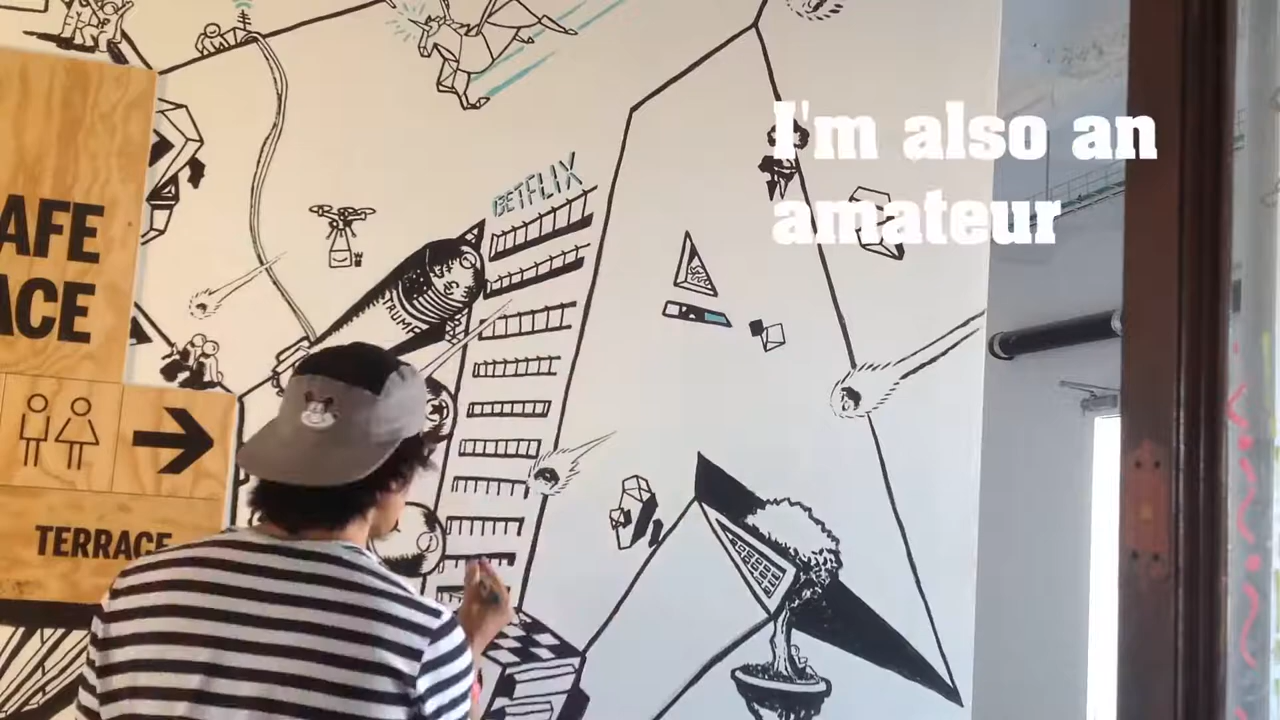 I'm also an
amateur
BETFLIX
TRUMP
AFE
ACE
TERRACE